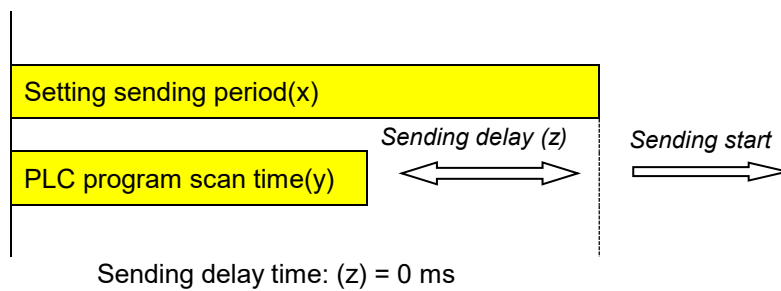 Setting sending period(x)
Sending delay (z)
Sending start
PLC program scan time(y)
Sending delay time: (z) = 0 ms